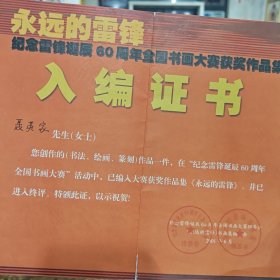 永远的雷锋
纪念雷锋诞辰60周年全国书画大赛获奖作品集
入编证书
聂英家 先生(女士)
您创作的(书法、绘画、篆刻)作品一件，在“纪念雷锋诞辰60周年
全国书画大赛”活动中，已编入大赛获奖作品集《永远的雷锋》，并已
进入终评。特颁此证，以示祝贺!